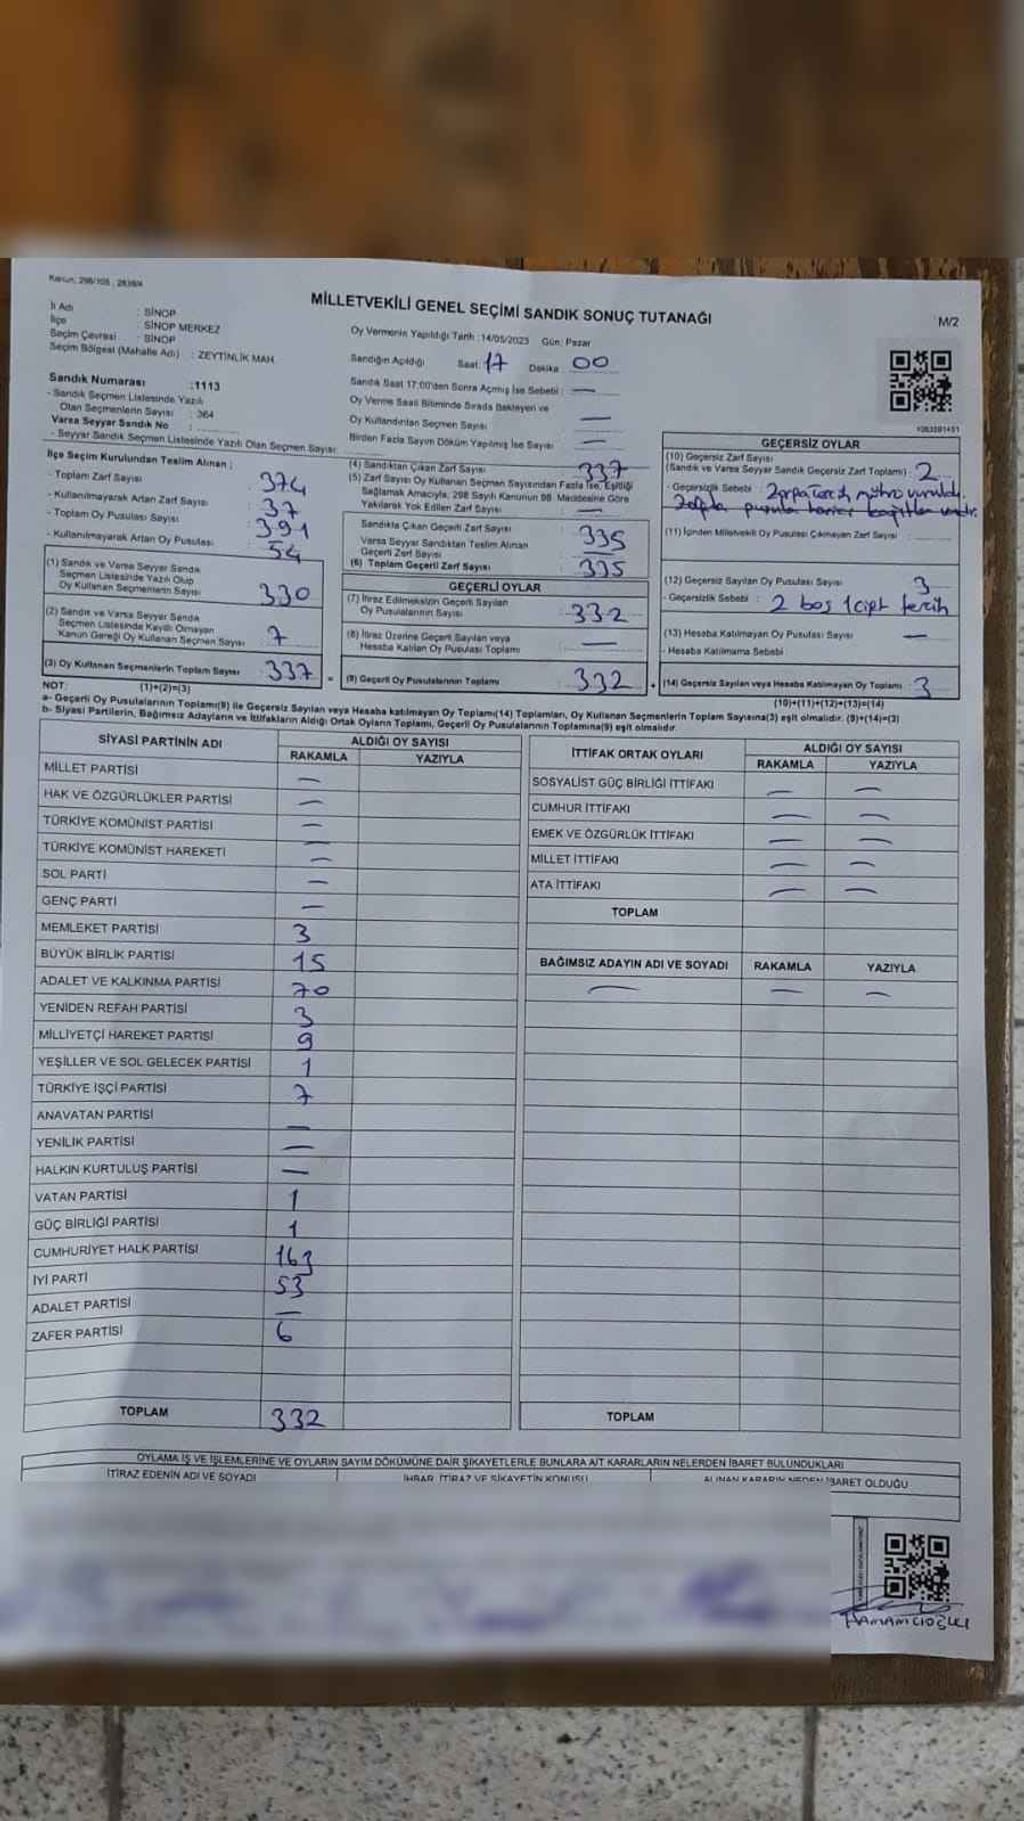 Kanun: 298/105 , 2839/4
MİLLETVEKİLİ GENEL SEÇİMİ SANDIK SONUÇ TUTANAĞI
M/2
İl Adı : SİNOP
İlçe : SİNOP MERKEZ
Seçim Çevresi : SİNOP
Seçim Bölgesi (Mahalle Adı) : ZEYTİNLİK MAH.
Oy Vermenin Yapıldığı Tarih :14/05/2023 Gün: Pazar
Sandığın Açıldığı Saat: 17 Dakika: 00
Sandık Saat 17:00'den Sonra Açmış İse Sebebi : —
Oy Verme Saati Bitiminde Sırada Bekleyen ve
Oy Kullandırılan Seçmen Sayısı —
Birden Fazla Sayım Döküm Yapılmış İse Sayısı —
Sandık Numarası :1113
- Sandık Seçmen Listesinde Yazılı
Olan Seçmenlerin Sayısı : 364
Varsa Seyyar Sandık No :
- Seyyar Sandık Seçmen Listesinde Yazılı Olan Seçmen Sayısı:
İlçe Seçim Kurulundan Teslim Alınan ;
- Toplam Zarf Sayısı : 374
- Kullanılmayarak Artan Zarf Sayısı : 37
- Toplam Oy Pusulası Sayısı : 391
- Kullanılmayarak Artan Oy Pusulası : 54
(1) Sandık ve Varsa Seyyar Sandık
Seçmen Listesinde Yazılı Olup
Oy Kullanan Seçmenlerin Sayısı 330
(2) Sandık ve Varsa Seyyar Sandık
Seçmen Listesinde Kayıtlı Olmayan
Kanun Gereği Oy Kullanan Seçmen Sayısı 7
(3) Oy Kullanan Seçmenlerin Toplam Sayısı 337
(4) Sandıktan Çıkan Zarf Sayısı 337
(5) Zarf Sayısı Oy Kullanan Seçmen Sayısından Fazla İse, Eşitliği
Sağlamak Amacıyla, 298 Sayılı Kanunun 98. Maddesine Göre
Yakılarak Yok Edilen Zarf Sayısı —
Sandıkta Çıkan Geçerli Zarf Sayısı 335
Varsa Seyyar Sandıktan Teslim Alınan
Geçerli Zarf Sayısı —
(6) Toplam Geçerli Zarf Sayısı 335
GEÇERLİ OYLAR
(7) İtiraz Edilmeksizin Geçerli Sayılan
Oy Pusulalarının Sayısı 332
(8) İtiraz Üzerine Geçerli Sayılan veya
Hesaba Katılan Oy Pusulası Toplamı —
(9) Geçerli Oy Pusulalarının Toplamı 332
1063591451
GEÇERSİZ OYLAR
(10) Geçersiz Zarf Sayısı
(Sandık ve Varsa Seyyar Sandık Geçersiz Zarf Toplamı) : 2
- Geçersizlik Sebebi :
(11) İçinden Milletvekili Oy Pusulası Çıkmayan Zarf Sayısı :
(12) Geçersiz Sayılan Oy Pusulası Sayısı 3
- Geçersizlik Sebebi : 2 boş 1 çift tercih
(13) Hesaba Katılmayan Oy Pusulası Sayısı —
- Hesaba Katılmama Sebebi
(14) Geçersiz Sayılan veya Hesaba Katılmayan Oy Toplamı 3
NOT: (1)+(2)=(3) (10)+(11)+(12)+(13)=(14)
a- Geçerli Oy Pusulalarının Toplamı(9) ile Geçersiz Sayılan veya Hesaba katılmayan Oy Toplamı(14) Toplamları, Oy Kullanan Seçmenlerin Toplam Sayısına(3) eşit olmalıdır. (9)+(14)=(3)
b- Siyasi Partilerin, Bağımsız Adayların ve İttifakların Aldığı Ortak Oyların Toplamı, Geçerli Oy Pusulalarının Toplamına(9) eşit olmalıdır.
SİYASİ PARTİNİN ADI ALDIĞI OY SAYISI
RAKAMLA YAZIYLA
MİLLET PARTİSİ —
HAK VE ÖZGÜRLÜKLER PARTİSİ —
TÜRKİYE KOMÜNİST PARTİSİ —
TÜRKİYE KOMÜNİST HAREKETİ —
SOL PARTİ —
GENÇ PARTİ —
MEMLEKET PARTİSİ 3
BÜYÜK BİRLİK PARTİSİ 15
ADALET VE KALKINMA PARTİSİ 70
YENİDEN REFAH PARTİSİ 3
MİLLİYETÇİ HAREKET PARTİSİ 9
YEŞİLLER VE SOL GELECEK PARTİSİ 1
TÜRKİYE İŞÇİ PARTİSİ 7
ANAVATAN PARTİSİ —
YENİLİK PARTİSİ —
HALKIN KURTULUŞ PARTİSİ —
VATAN PARTİSİ 1
GÜÇ BİRLİĞİ PARTİSİ 1
CUMHURİYET HALK PARTİSİ 163
İYİ PARTİ 53
ADALET PARTİSİ —
ZAFER PARTİSİ 6
TOPLAM 332
İTTİFAK ORTAK OYLARI ALDIĞI OY SAYISI
RAKAMLA YAZIYLA
SOSYALİST GÜÇ BİRLİĞİ İTTİFAKI — —
CUMHUR İTTİFAKI — —
EMEK VE ÖZGÜRLÜK İTTİFAKI — —
MİLLET İTTİFAKI — —
ATA İTTİFAKI — —
TOPLAM
BAĞIMSIZ ADAYIN ADI VE SOYADI RAKAMLA YAZIYLA
— — —
TOPLAM
OYLAMA İŞ VE İŞLEMLERİNE VE OYLARIN SAYIM DÖKÜMÜNE DAİR ŞİKAYETLERLE BUNLARA AİT KARARLARIN NELERDEN İBARET BULUNDUKLARI
İTİRAZ EDENİN ADI VE SOYADI İHBAR, İTİRAZ VE ŞİKAYETİN KONUSU ALINAN KARARIN NEDEN İBARET OLDUĞU
HAMAMCIOĞLU